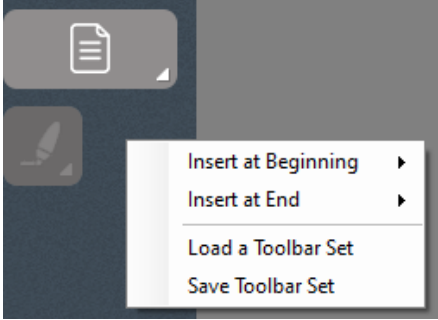 Insert at Beginning
Insert at End
Load a Toolbar Set
Save Toolbar Set